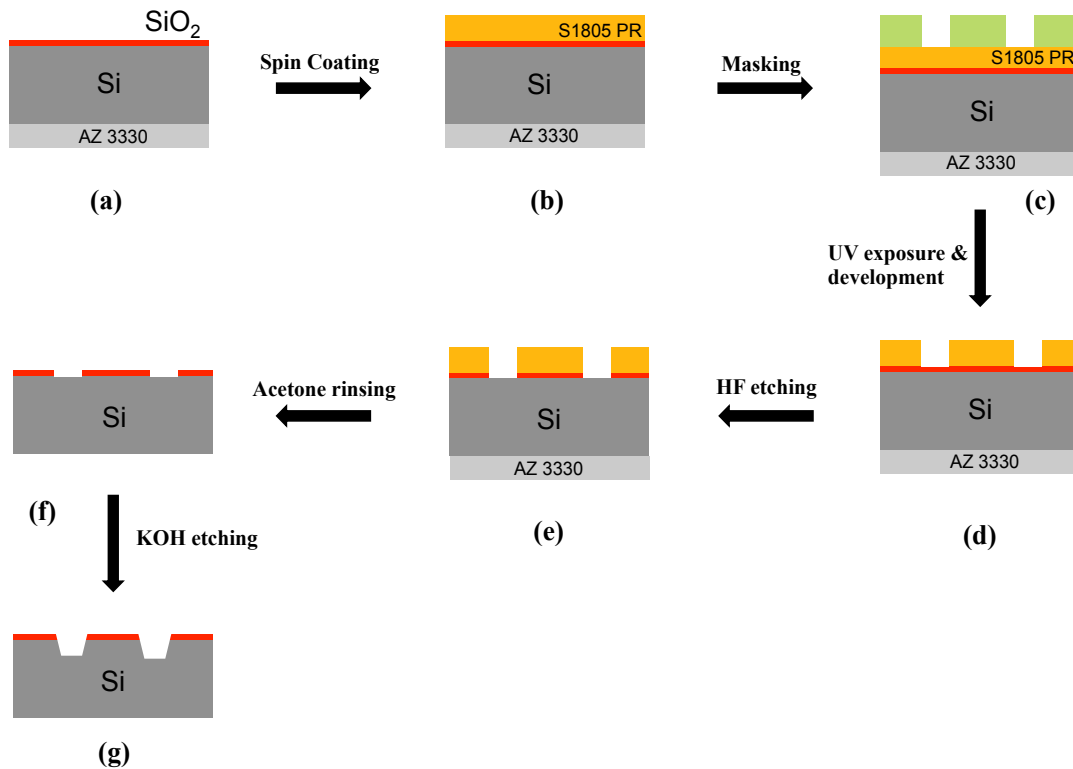 SiO2
Si
AZ 3330
(a)
Spin Coating
S1805 PR
Si
AZ 3330
(b)
Masking
S1805 PR
Si
AZ 3330
(c)
UV exposure &
development
Si
AZ 3330
(d)
HF etching
Si
AZ 3330
(e)
Acetone rinsing
Si
(f)
KOH etching
Si
(g)